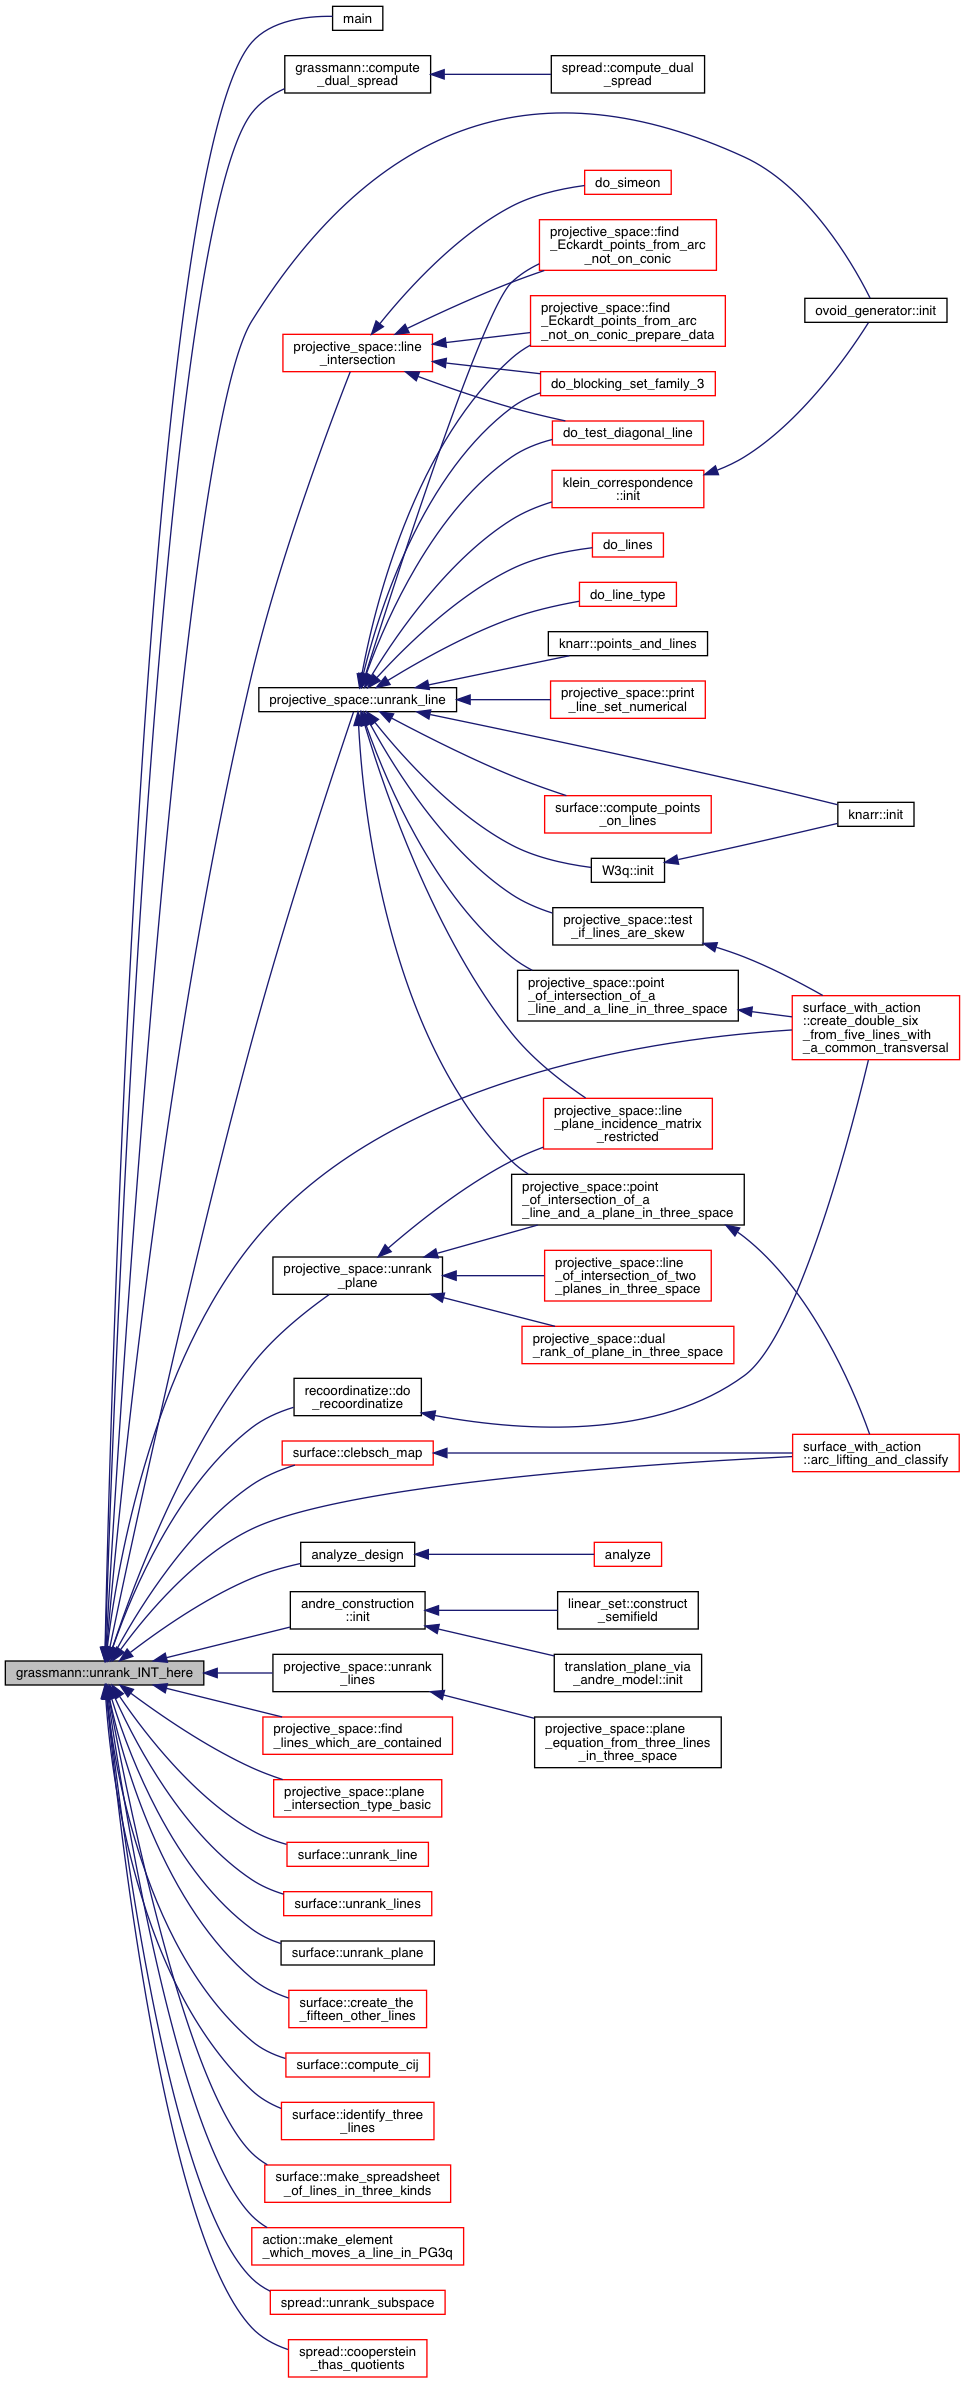 main
grassmann::compute
_dual_spread
spread::compute_dual
_spread
do_simeon
projective_space::find
_Eckardt_points_from_arc
_not_on_conic
projective_space::find
_Eckardt_points_from_arc
_not_on_conic_prepare_data
ovoid_generator::init
projective_space::line
_intersection
do_blocking_set_family_3
do_test_diagonal_line
klein_correspondence
::init
do_lines
do_line_type
knarr::points_and_lines
projective_space::unrank_line
projective_space::print
_line_set_numerical
surface::compute_points
_on_lines
knarr::init
W3q::init
projective_space::test
_if_lines_are_skew
projective_space::point
_of_intersection_of_a
_line_and_a_line_in_three_space
surface_with_action
::create_double_six
_from_five_lines_with
_a_common_transversal
projective_space::line
_plane_incidence_matrix
_restricted
projective_space::point
_of_intersection_of_a
_line_and_a_plane_in_three_space
projective_space::unrank
_plane
projective_space::line
_of_intersection_of_two
_planes_in_three_space
projective_space::dual
_rank_of_plane_in_three_space
recoordinatize::do
_recoordinatize
surface::clebsch_map
surface_with_action
::arc_lifting_and_classify
analyze_design
analyze
andre_construction
::init
linear_set::construct
_semifield
grassmann::unrank_INT_here
projective_space::unrank
_lines
translation_plane_via
_andre_model::init
projective_space::find
_lines_which_are_contained
projective_space::plane
_equation_from_three_lines
_in_three_space
projective_space::plane
_intersection_type_basic
surface::unrank_line
surface::unrank_lines
surface::unrank_plane
surface::create_the
_fifteen_other_lines
surface::compute_cij
surface::identify_three
_lines
surface::make_spreadsheet
_of_lines_in_three_kinds
action::make_element
_which_moves_a_line_in_PG3q
spread::unrank_subspace
spread::cooperstein
_thas_quotients